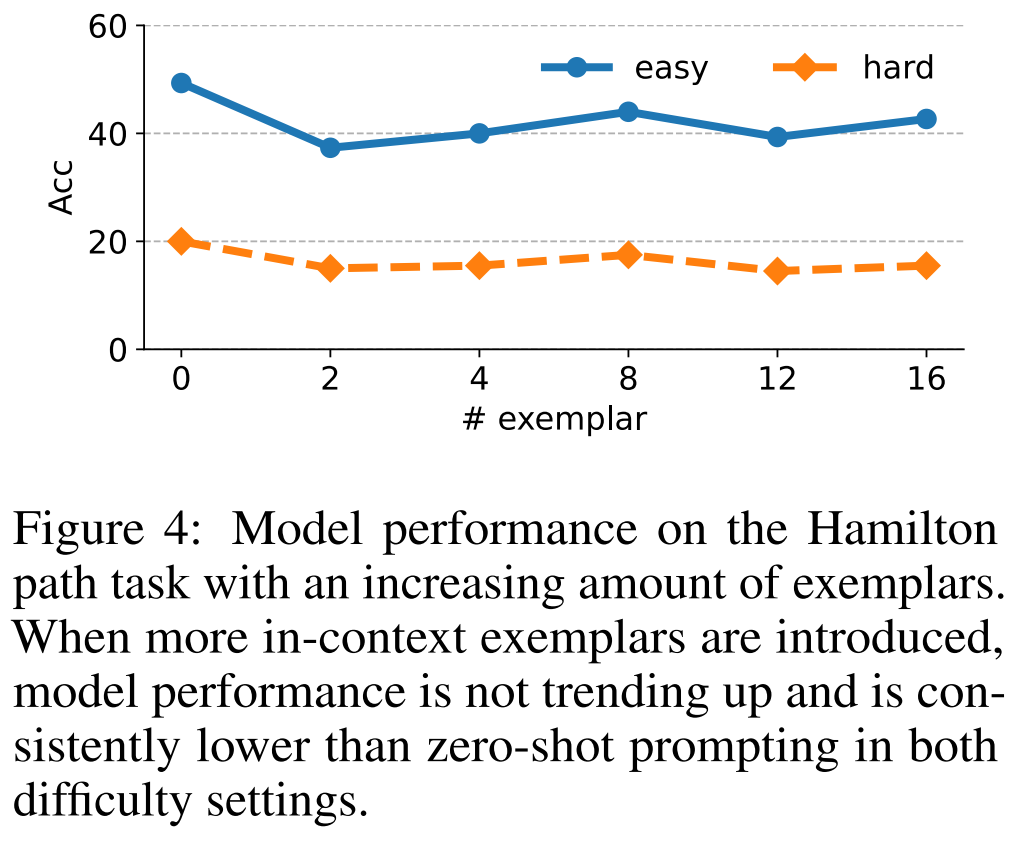 60
easy hard
40
Acc
20
0
0 2 4 8 12 16
# exemplar
Figure 4: Model performance on the Hamilton
path task with an increasing amount of exemplars.
When more in-context exemplars are introduced,
model performance is not trending up and is con-
sistently lower than zero-shot prompting in both
difficulty settings.